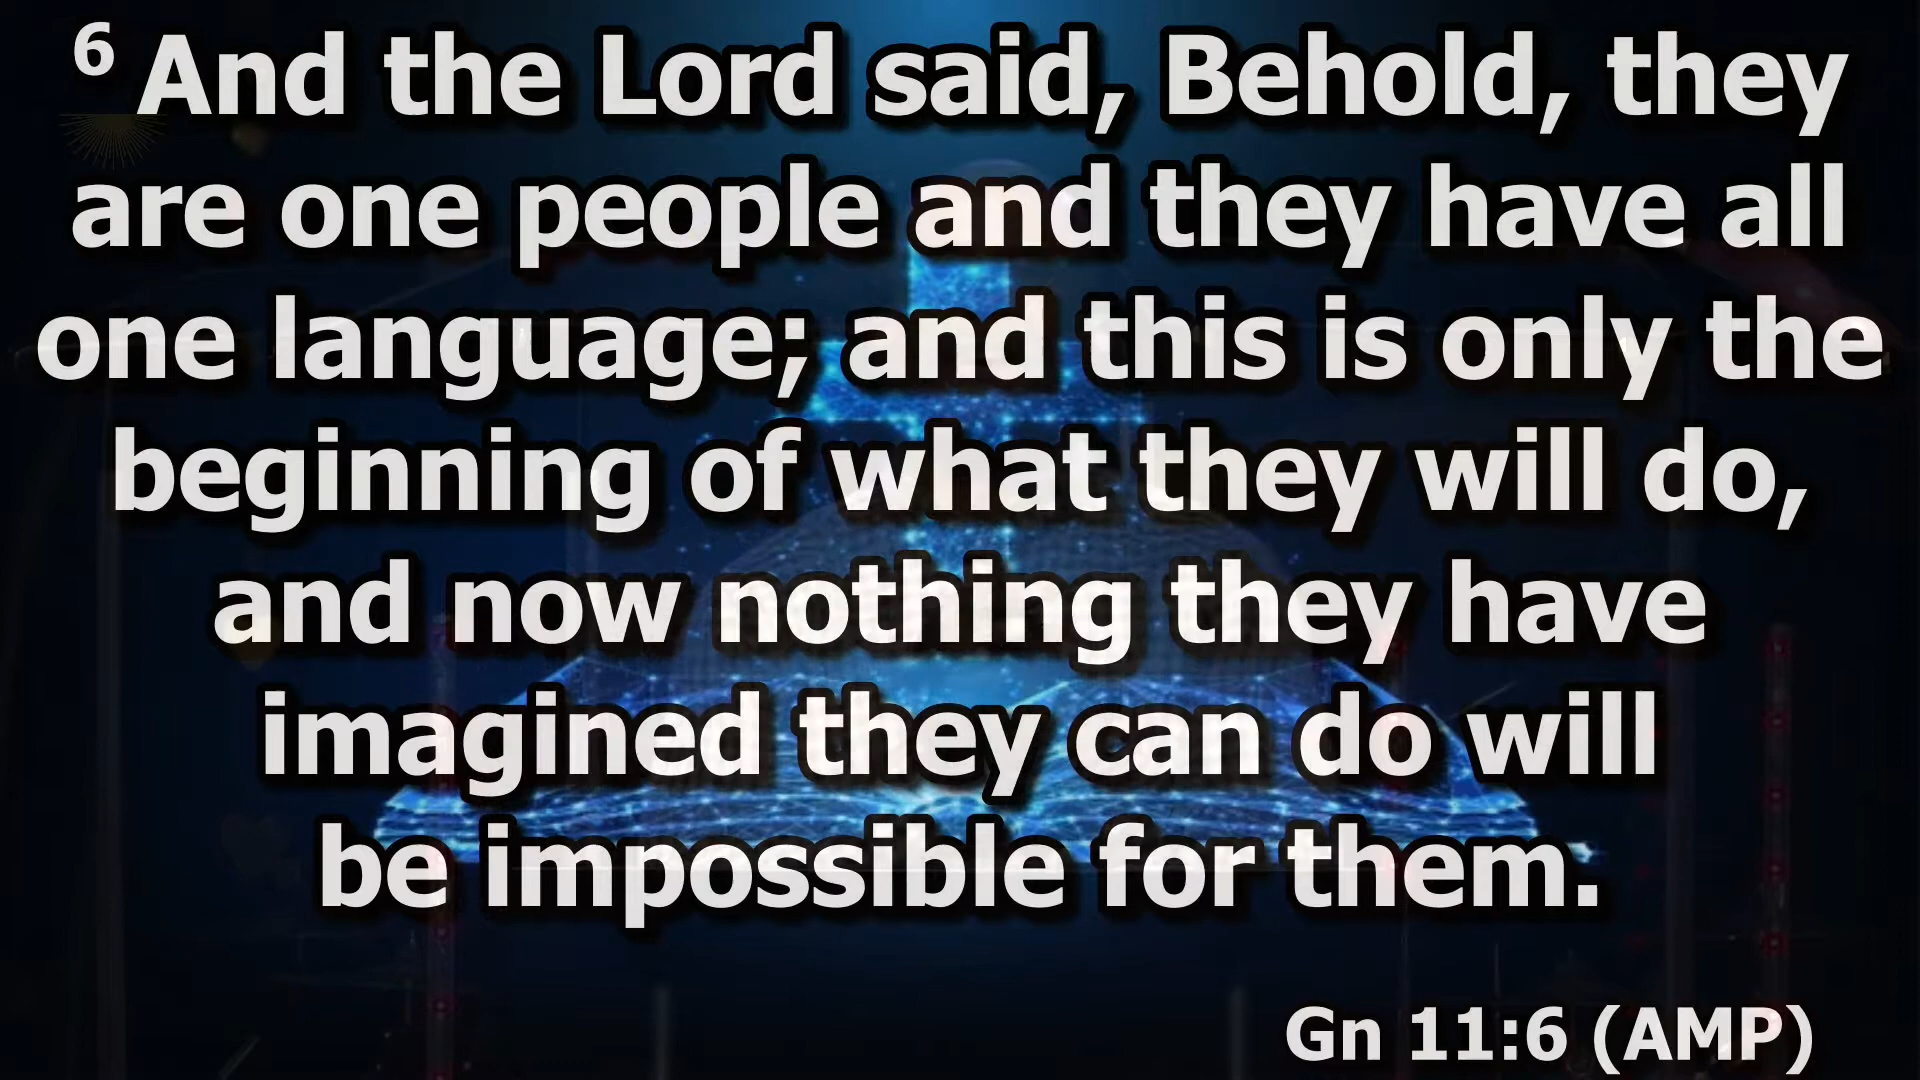 6 And the Lord said, Behold, they
are one people and they have all
one language; and this is only the
beginning of what they will do,
and now nothing they have
imagined they can do will
be impossible for them.
Gn 11:6 (AMP)